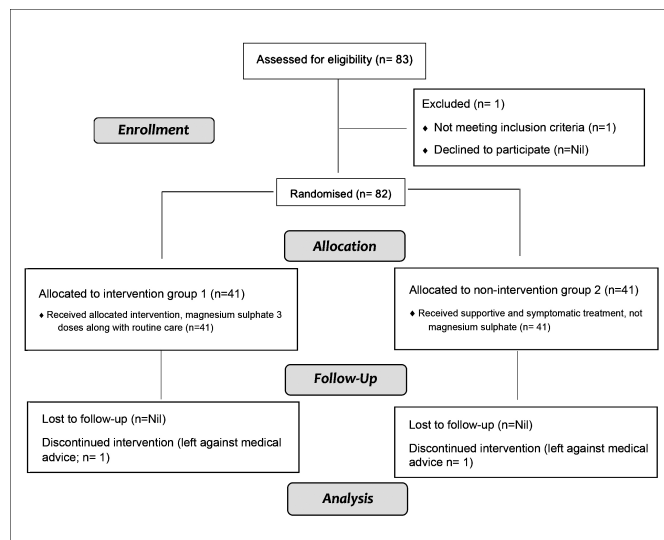 Assessed for eligibility (n= 83)
Excluded (n= 1)
♦ Not meeting inclusion criteria (n=1)
♦ Declined to participate (n=Nil)
Enrollment
Randomised (n= 82)
Allocation
Allocated to intervention group 1 (n=41)
♦ Received allocated intervention, magnesium sulphate 3
doses along with routine care (n=41)
Allocated to non-intervention group 2 (n=41)
♦ Received supportive and symptomatic treatment, not
magnesium sulphate (n= 41)
Follow-Up
Lost to follow-up (n=Nil)
Discontinued intervention (left against medical
advice; n= 1)
Lost to follow-up (n=Nil)
Discontinued intervention (left against medical
advice n= 1)
Analysis